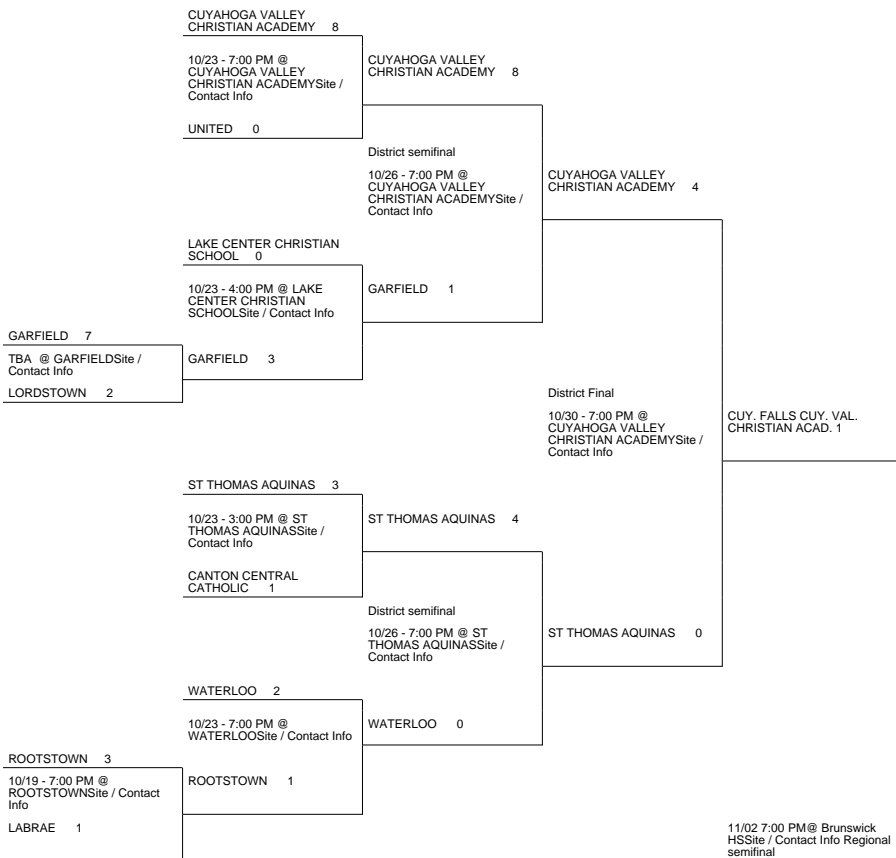 CUYAHOGA VALLEY
CHRISTIAN ACADEMY 8
10/23 - 7:00 PM @
CUYAHOGA VALLEY
CHRISTIAN ACADEMYSite /
Contact Info
UNITED 0
CUYAHOGA VALLEY
CHRISTIAN ACADEMY 8
District semifinal
10/26 - 7:00 PM @
CUYAHOGA VALLEY
CHRISTIAN ACADEMYSite /
Contact Info
CUYAHOGA VALLEY
CHRISTIAN ACADEMY 4
LAKE CENTER CHRISTIAN
SCHOOL 0
10/23 - 4:00 PM @ LAKE
CENTER CHRISTIAN
SCHOOLSite / Contact Info
GARFIELD 1
GARFIELD 7
TBA @ GARFIELDSite /
Contact Info
LORDSTOWN 2
GARFIELD 3
District Final
10/30 - 7:00 PM @
CUYAHOGA VALLEY
CHRISTIAN ACADEMYSite /
Contact Info
CUY. FALLS CUY. VAL.
CHRISTIAN ACAD. 1
ST THOMAS AQUINAS 3
10/23 - 3:00 PM @ ST
THOMAS AQUINASSite /
Contact Info
CANTON CENTRAL
CATHOLIC 1
ST THOMAS AQUINAS 4
District semifinal
10/26 - 7:00 PM @ ST
THOMAS AQUINASSite /
Contact Info
ST THOMAS AQUINAS 0
WATERLOO 2
10/23 - 7:00 PM @
WATERLOOSite / Contact Info
WATERLOO 0
ROOTSTOWN 3
10/19 - 7:00 PM @
ROOTSTOWNSite / Contact
Info
LABRAE 1
ROOTSTOWN 1
11/02 7:00 PM@ Brunswick
HSSite / Contact Info Regional
semifinal